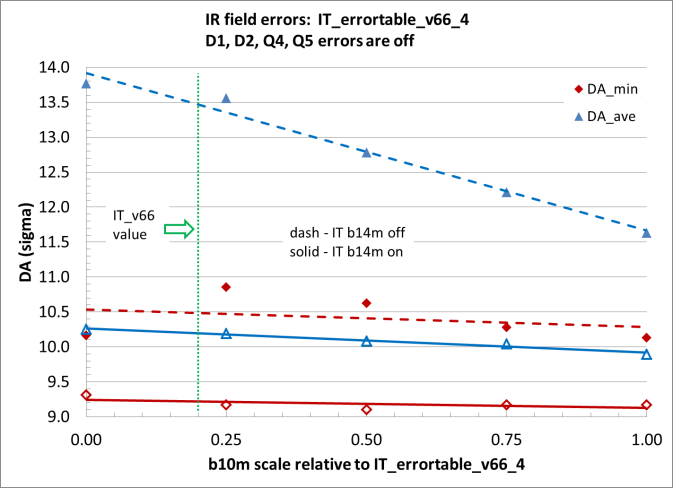 IR field errors: IT_errortable_v66_4
D1, D2, Q4, Q5 errors are off
14.0
13.5
13.0
12.5
12.0
11.5
11.0
10.5
10.0
9.5
9.0
DA (sigma)
DA_min
DA_ave
IT_v66
value
dash - IT b14m off
solid - IT b14m on
0.00
0.25
0.50
0.75
1.00
b10m scale relative to IT_errortable_v66_4